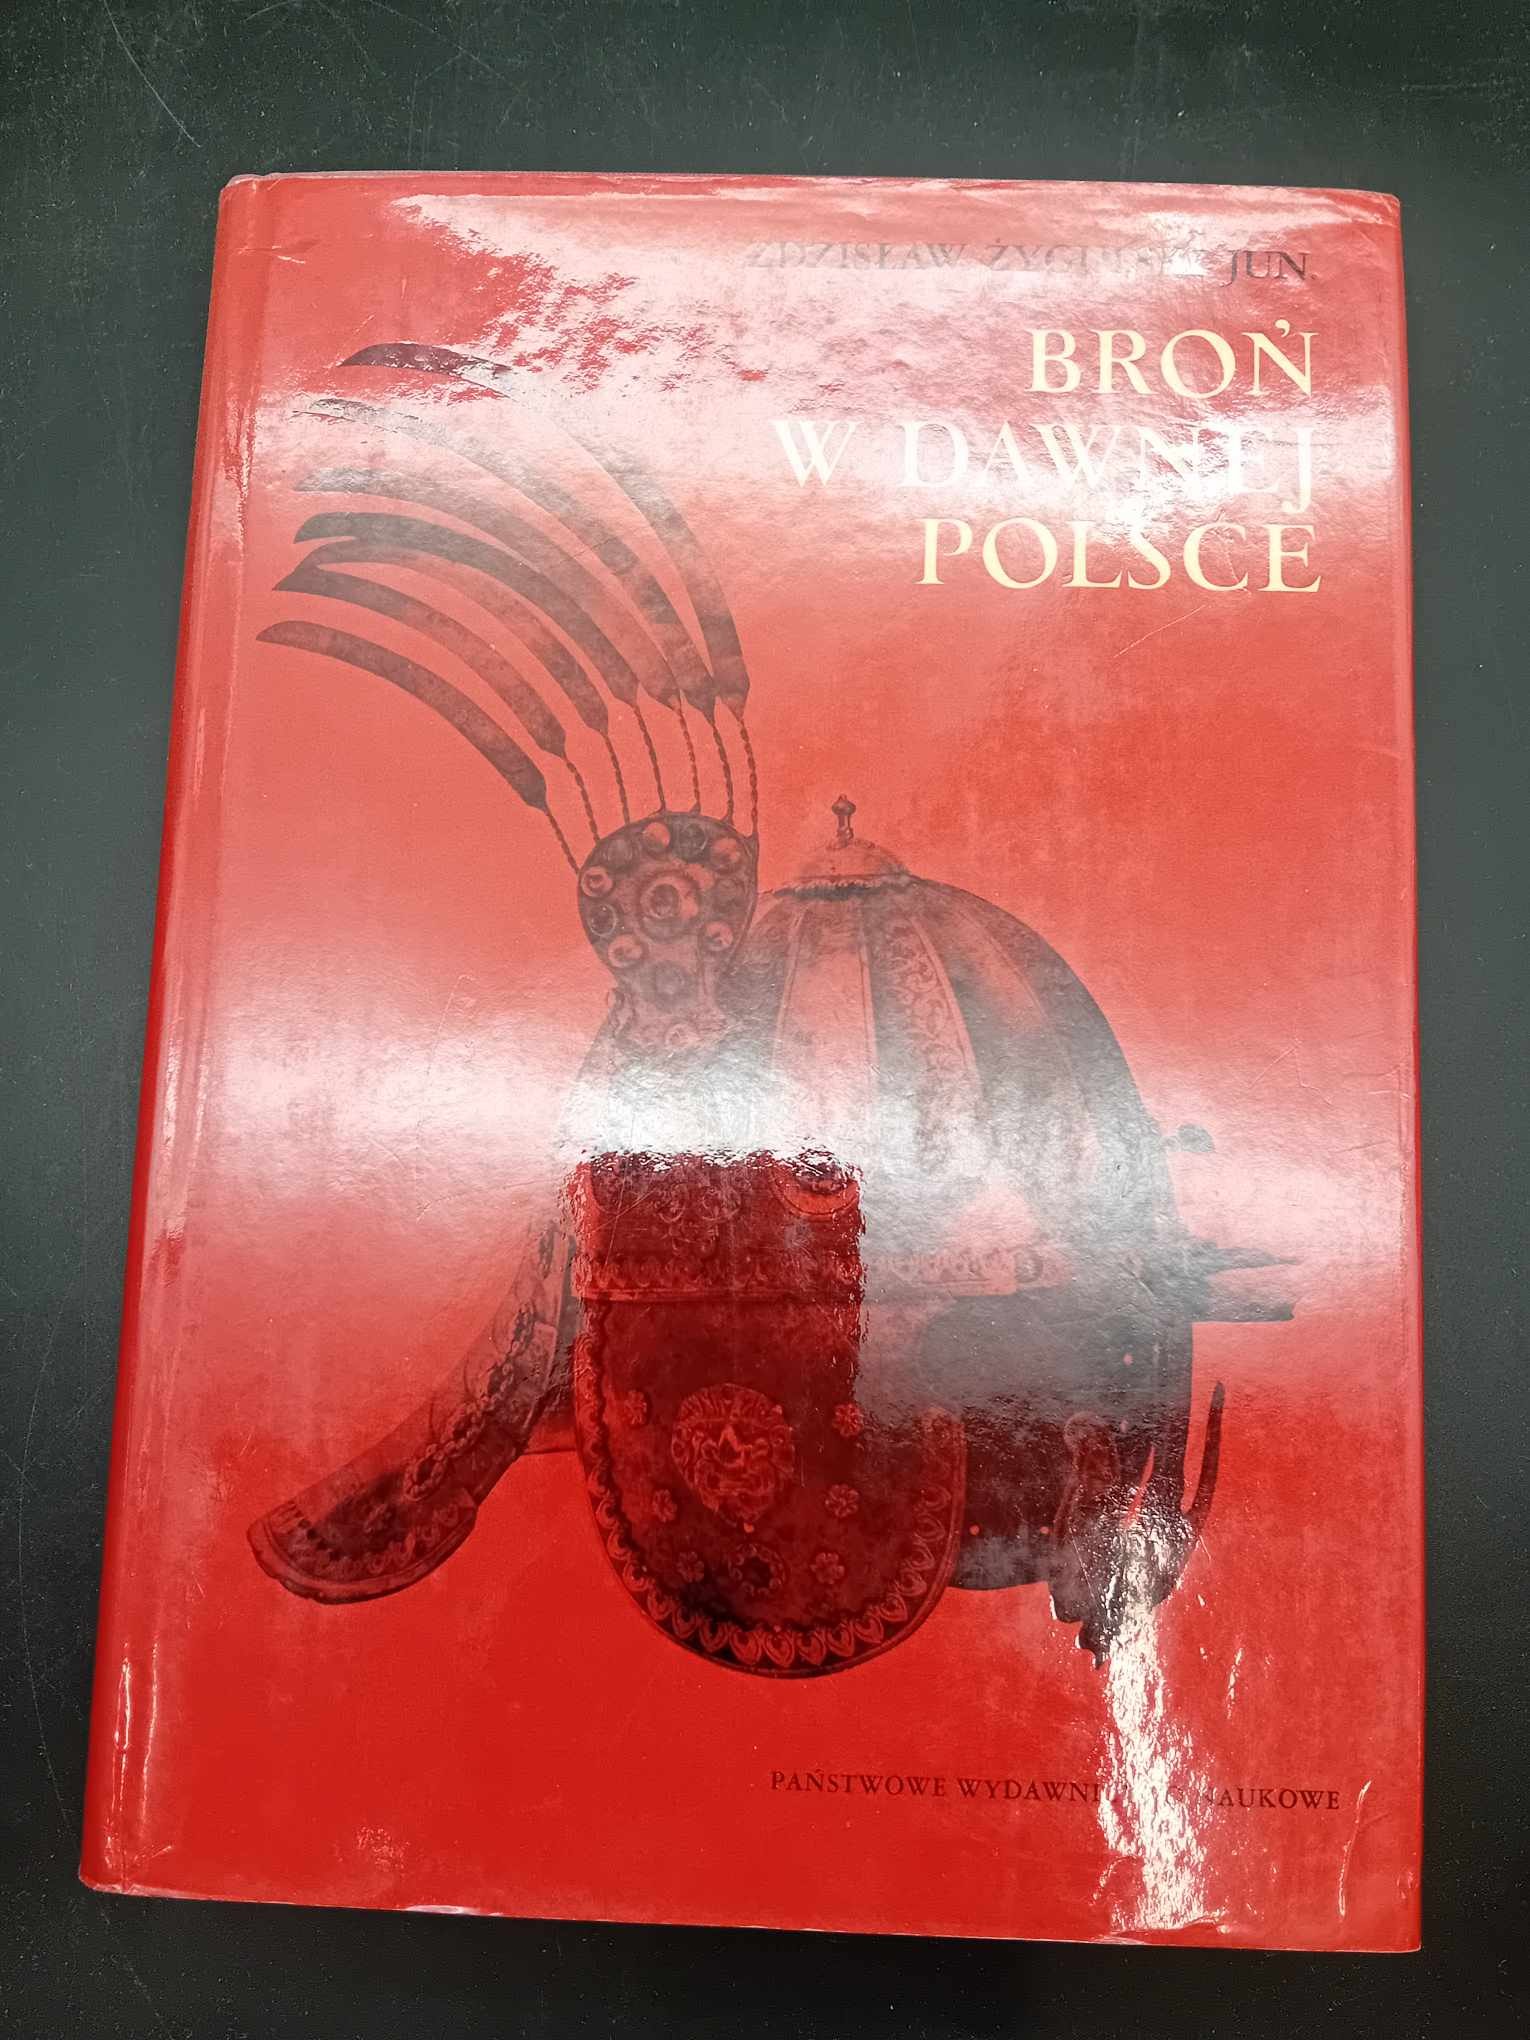 ZDZISŁAW ŻYGULSKI JUN.
BROŃ
W DAWNEJ
POLSCE
PAŃSTWOWE WYDAWNICTWO NAUKOWE